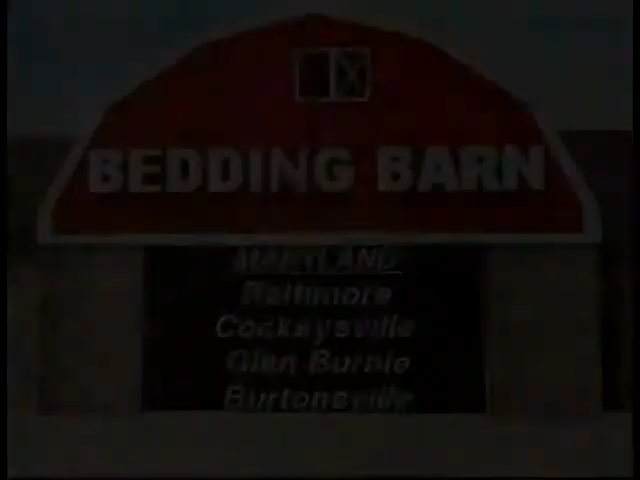 BEDDING BARN
MARYLAND
Baltimore
Cockeysville
Glen Burnie
Burtonsville